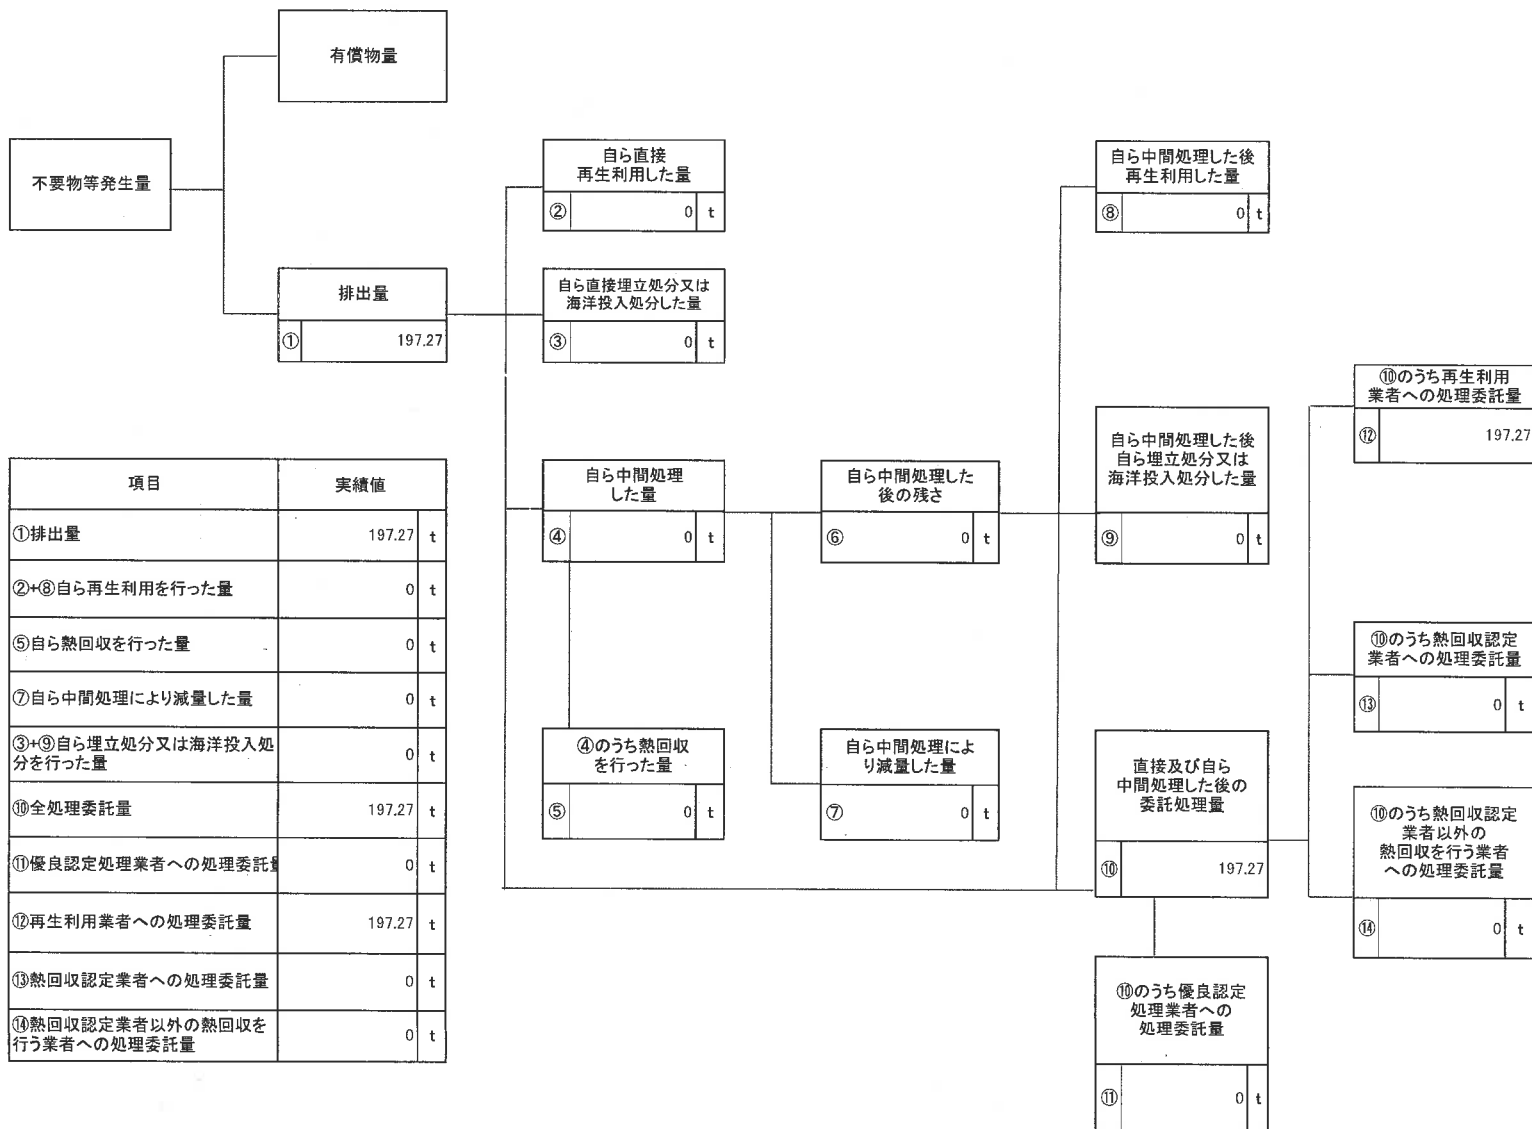 有償物量
不要物等発生量
排出量
① 197.27
自ら直接
再生利用した量
② 0 t
自ら直接埋立処分又は
海洋投入処分した量
③ 0 t
自ら中間処理
した量
④ 0 t
④のうち熱回収
を行った量
⑤ 0 t
自ら中間処理した
後の残さ
⑥ 0 t
自ら中間処理によ
り減量した量
⑦ 0 t
自ら中間処理した後
再生利用した量
⑧ 0 t
自ら中間処理した後
自ら埋立処分又は
海洋投入処分した量
⑨ 0 t
直接及び自ら
中間処理した後の
委託処理量
⑩ 197.27
⑩のうち優良認定
処理業者への
処理委託量
⑪ 0 t
⑩のうち再生利用
業者への処理委託量
⑫ 197.27
⑩のうち熱回収認定
業者への処理委託量
⑬ 0 t
⑩のうち熱回収認定
業者以外の
熱回収を行う業者
への処理委託量
⑭ 0 t
項目 実績値
①排出量 197.27 t
②+⑧自ら再生利用を行った量 0 t
⑤自ら熱回収を行った量 0 t
⑦自ら中間処理により減量した量 0 t
③+⑨自ら埋立処分又は海洋投入処
分を行った量 0 t
⑩全処理委託量 197.27 t
⑪優良認定処理業者への処理委託量 0 t
⑫再生利用業者への処理委託量 197.27 t
⑬熱回収認定業者への処理委託量 0 t
⑭熱回収認定業者以外の熱回収を
行う業者への処理委託量 0 t